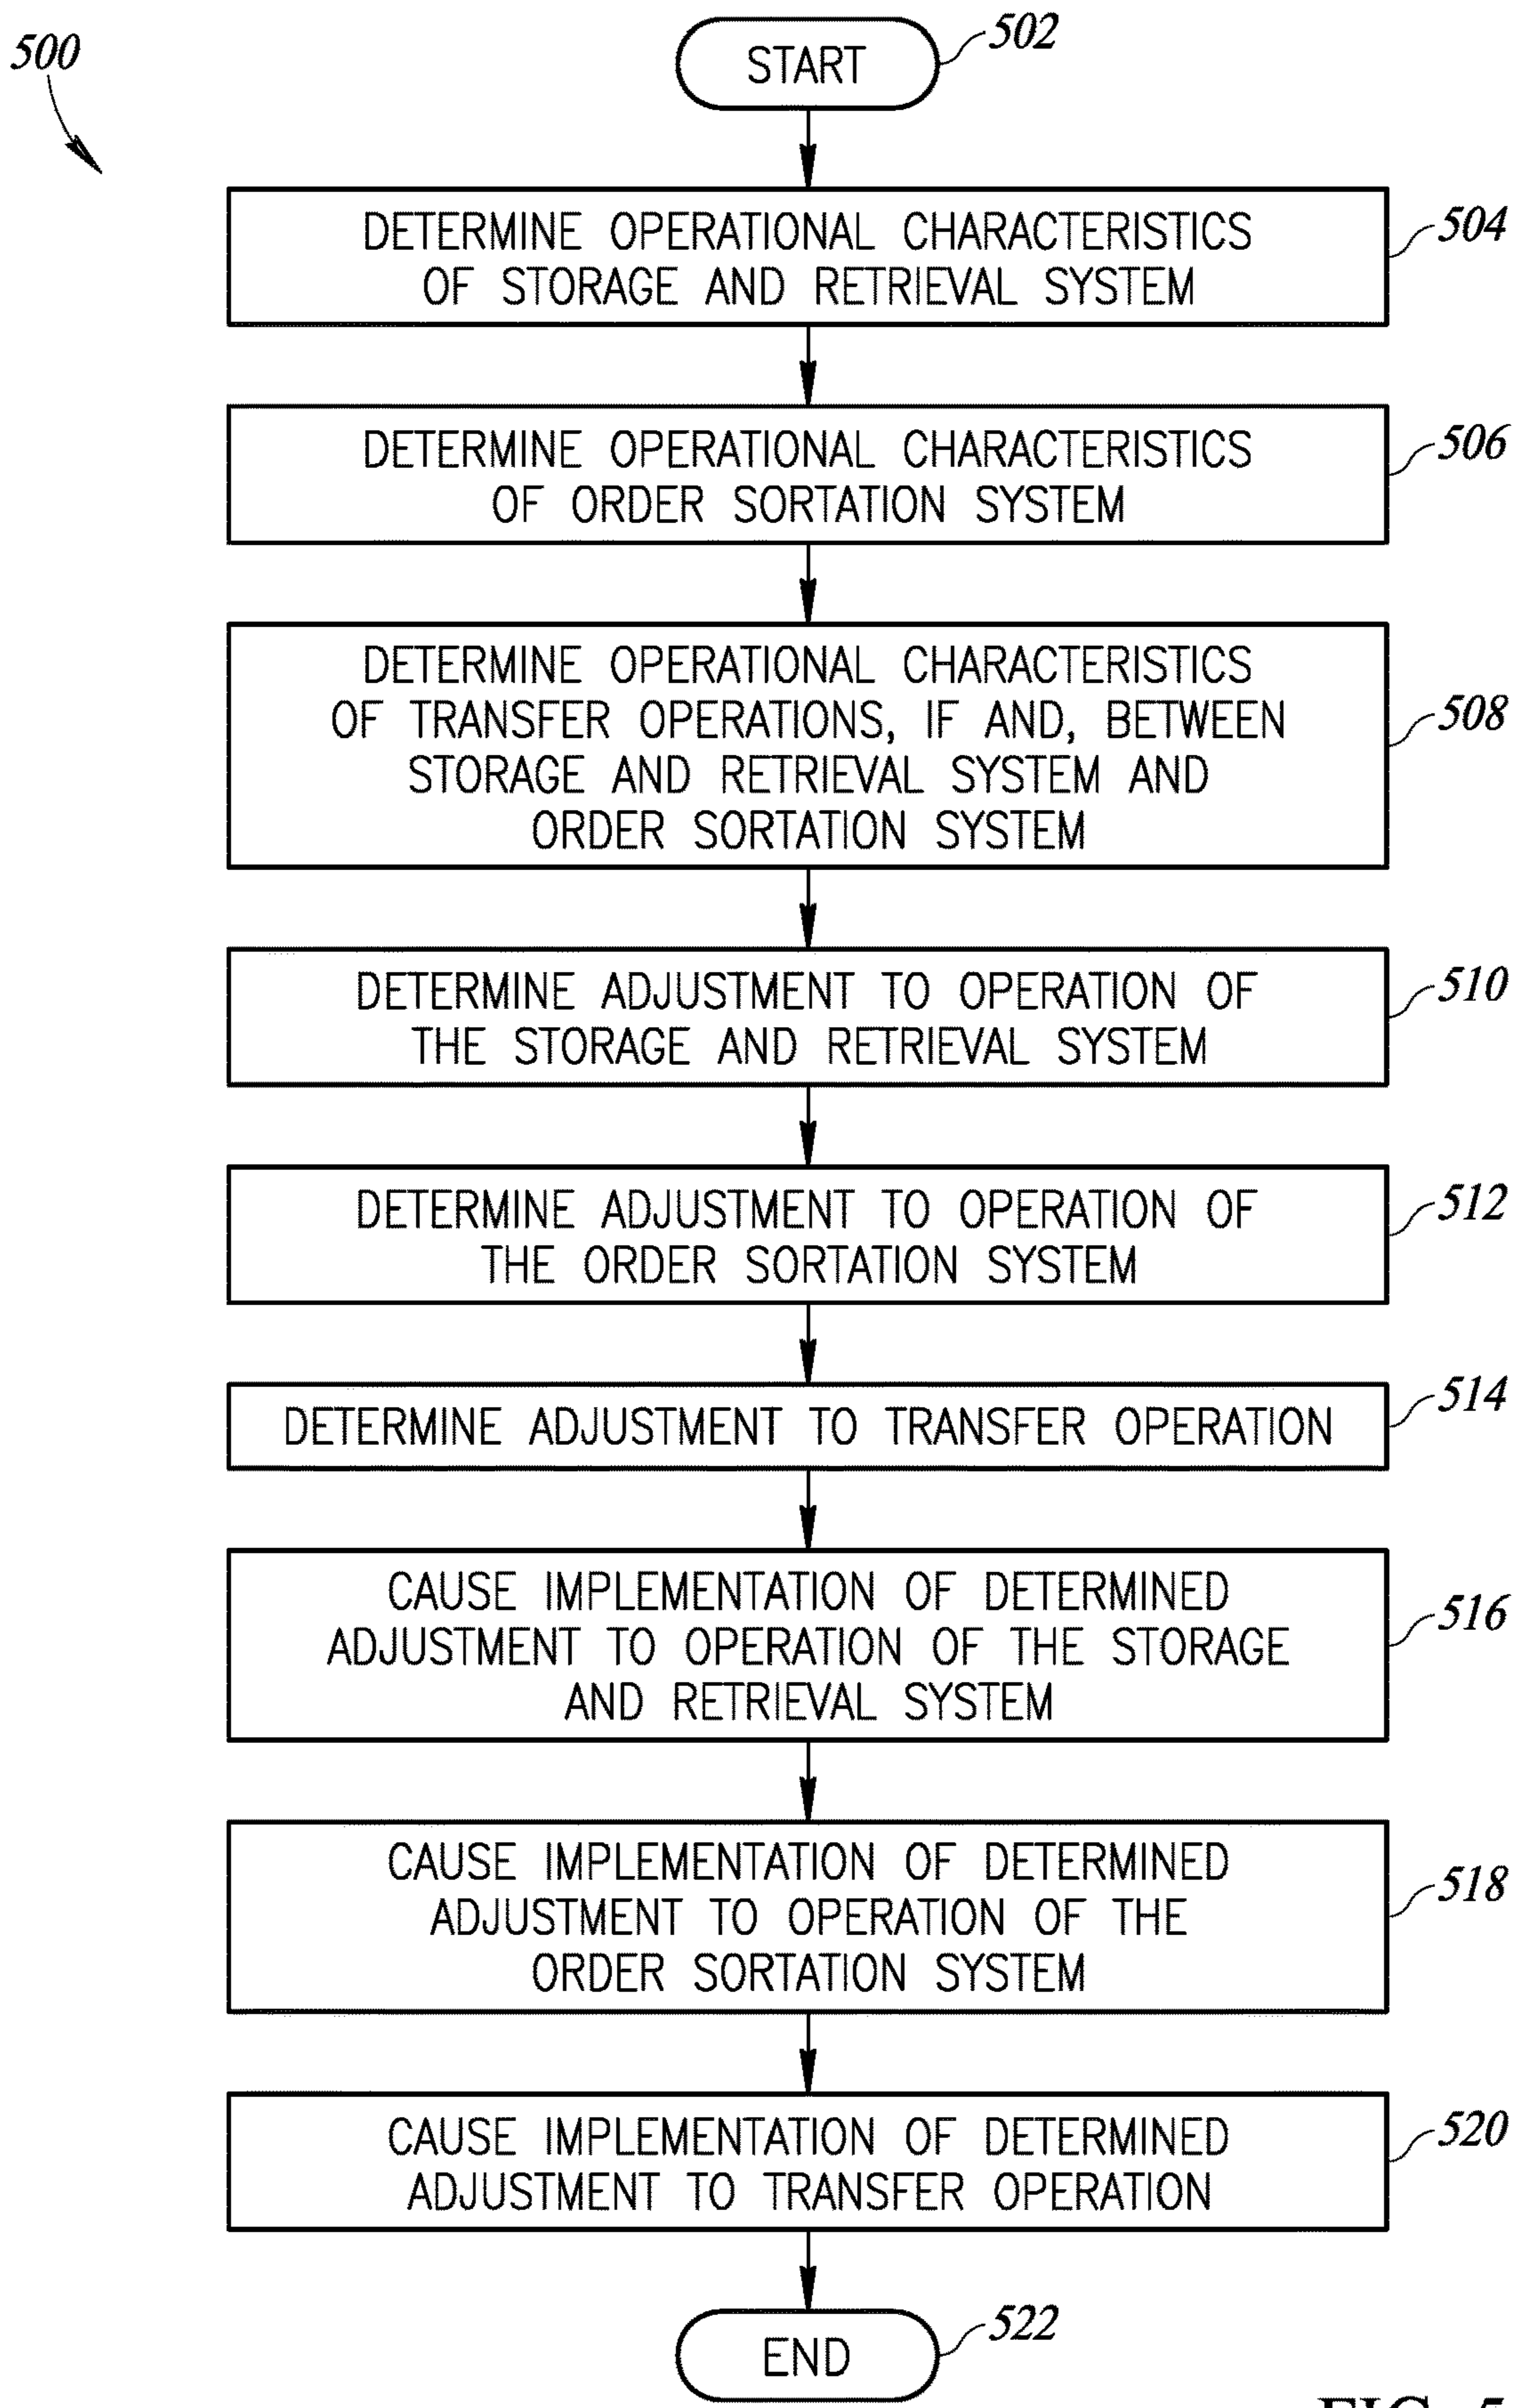 500
START
502
DETERMINE OPERATIONAL CHARACTERISTICS
OF STORAGE AND RETRIEVAL SYSTEM
504
DETERMINE OPERATIONAL CHARACTERISTICS
OF ORDER SORTATION SYSTEM
506
DETERMINE OPERATIONAL CHARACTERISTICS
OF TRANSFER OPERATIONS, IF AND, BETWEEN
STORAGE AND RETRIEVAL SYSTEM AND
ORDER SORTATION SYSTEM
508
DETERMINE ADJUSTMENT TO OPERATION OF
THE STORAGE AND RETRIEVAL SYSTEM
510
DETERMINE ADJUSTMENT TO OPERATION OF
THE ORDER SORTATION SYSTEM
512
DETERMINE ADJUSTMENT TO TRANSFER OPERATION
514
CAUSE IMPLEMENTATION OF DETERMINED
ADJUSTMENT TO OPERATION OF THE STORAGE
AND RETRIEVAL SYSTEM
516
CAUSE IMPLEMENTATION OF DETERMINED
ADJUSTMENT TO OPERATION OF THE
ORDER SORTATION SYSTEM
518
CAUSE IMPLEMENTATION OF DETERMINED
ADJUSTMENT TO TRANSFER OPERATION
520
END
522